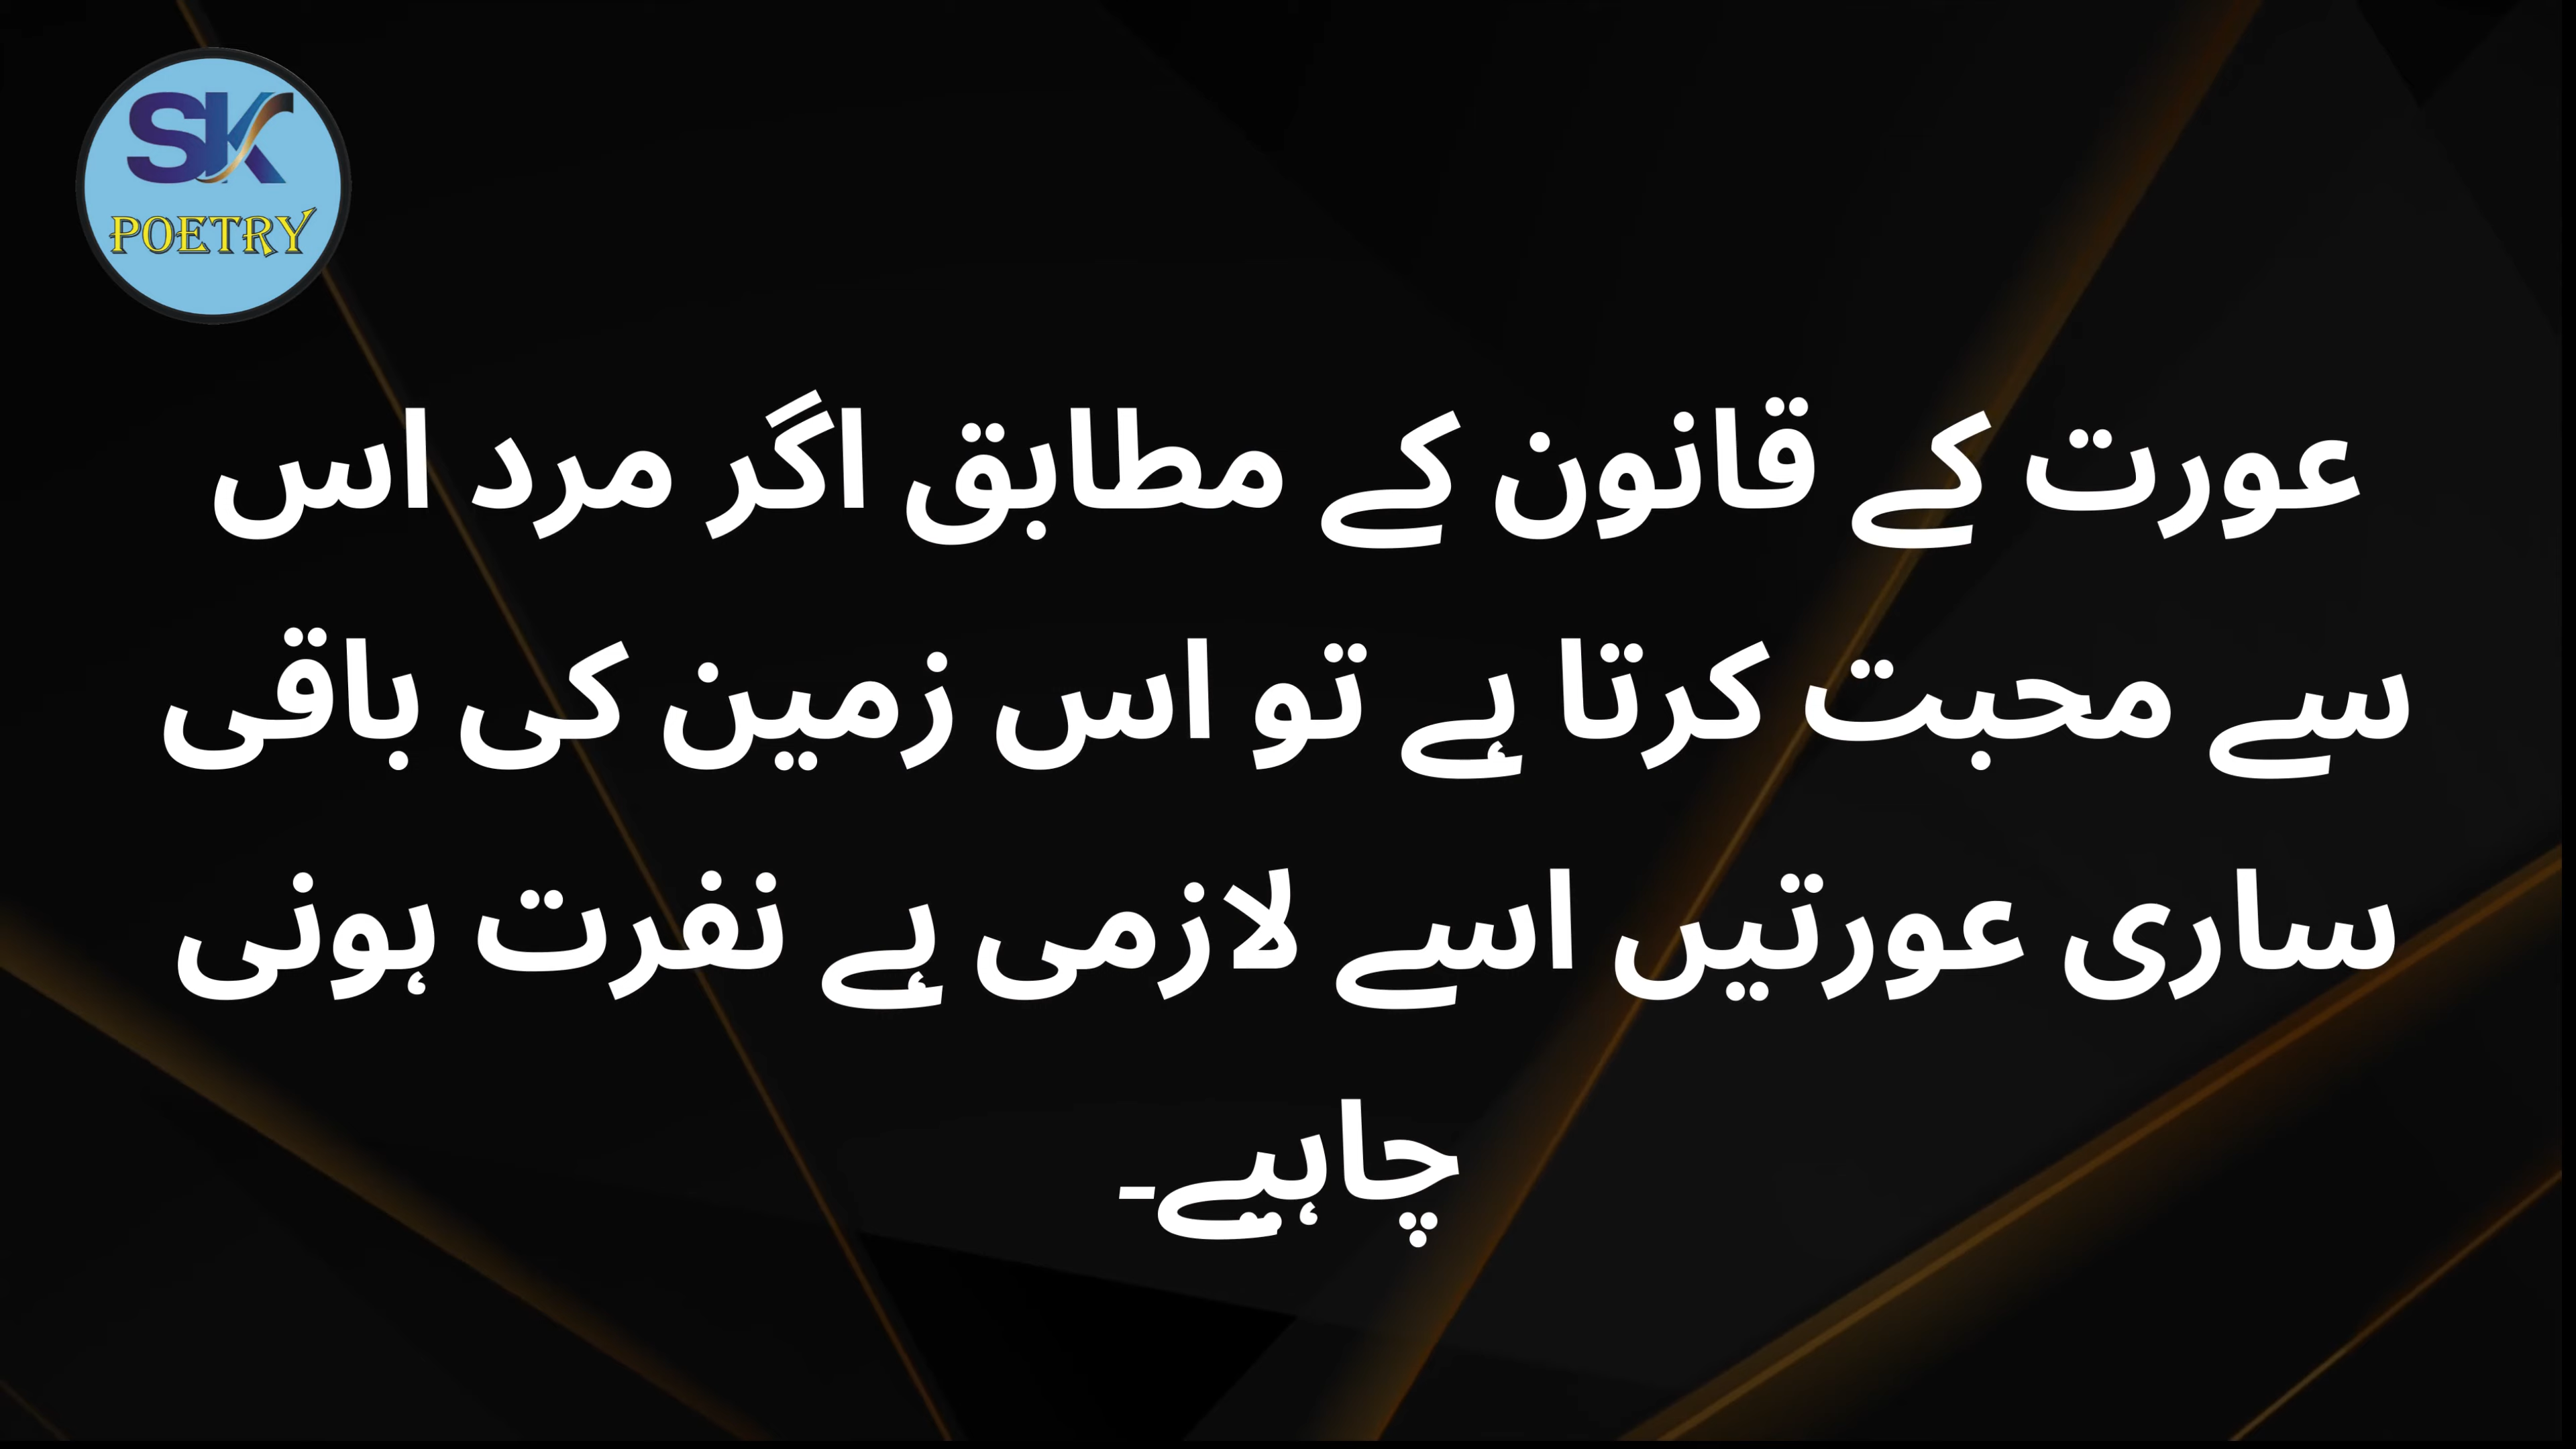 SK
POETRY
عورت کے قانون کے مطابق اگر مرد اس
سے محبت کرتا ہے تو اس زمین کی باقی
ساری عورتیں اسے لازمی ہے نفرت ہونی
چاہیے۔